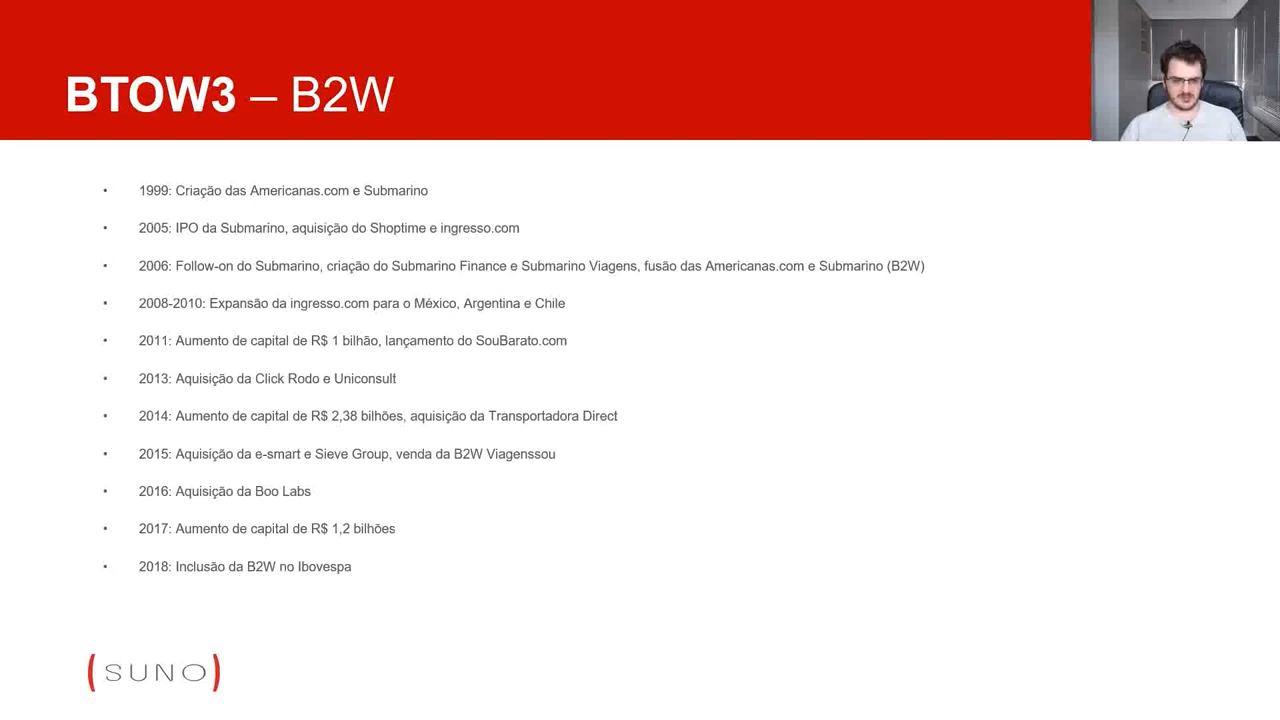 BTOW3 – B2W
• 1999: Criação das Americanas.com e Submarino
• 2005: IPO da Submarino, aquisição do Shoptime e ingresso.com
• 2006: Follow-on do Submarino, criação do Submarino Finance e Submarino Viagens, fusão das Americanas.com e Submarino (B2W)
• 2008-2010: Expansão da ingresso.com para o México, Argentina e Chile
• 2011: Aumento de capital de R$ 1 bilhão, lançamento do SouBarato.com
• 2013: Aquisição da Click Rodo e Uniconsult
• 2014: Aumento de capital de R$ 2,38 bilhões, aquisição da Transportadora Direct
• 2015: Aquisição da e-smart e Sieve Group, venda da B2W Viagenssou
• 2016: Aquisição da Boo Labs
• 2017: Aumento de capital de R$ 1,2 bilhões
• 2018: Inclusão da B2W no Ibovespa
(SUNO)